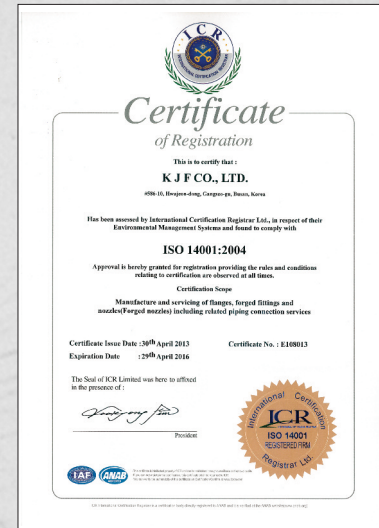 ICR
INTERNATIONAL CERTIFICATION REGISTRAR
Certificate
of Registration
This is to certify that :
K J F CO., LTD.
#586-10, Hwajeon-dong, Gangseo-gu, Busan, Korea
Has been assessed by International Certification Registrar Ltd., in respect of their
Environmental Management Systems and found to comply with
ISO 14001:2004
Approval is hereby granted for registration providing the rules and conditions
relating to certification are observed at all times.
Certification Scope
Manufacture and servicing of flanges, forged fittings and
nozzles(Forged nozzles) including related piping connection services
Certificate Issue Date :30th April 2013
Certificate No. : E108013
Expiration Date :29th April 2016
The Seal of ICR Limited was here to affixed
in the presence of :
President
International Certification
ICR
ISO 14001
REGISTERED FIRM
Registrar Ltd.
IAF
ANAB